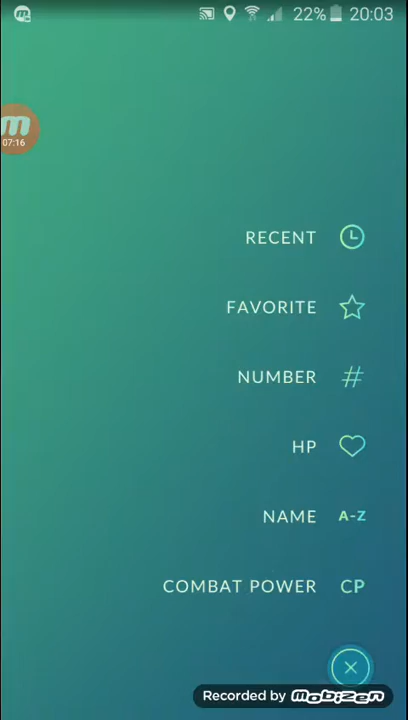 22% 20:03
m
07:16
RECENT
FAVORITE
NUMBER #
HP
NAME A-Z
COMBAT POWER CP
Recorded by mobizen